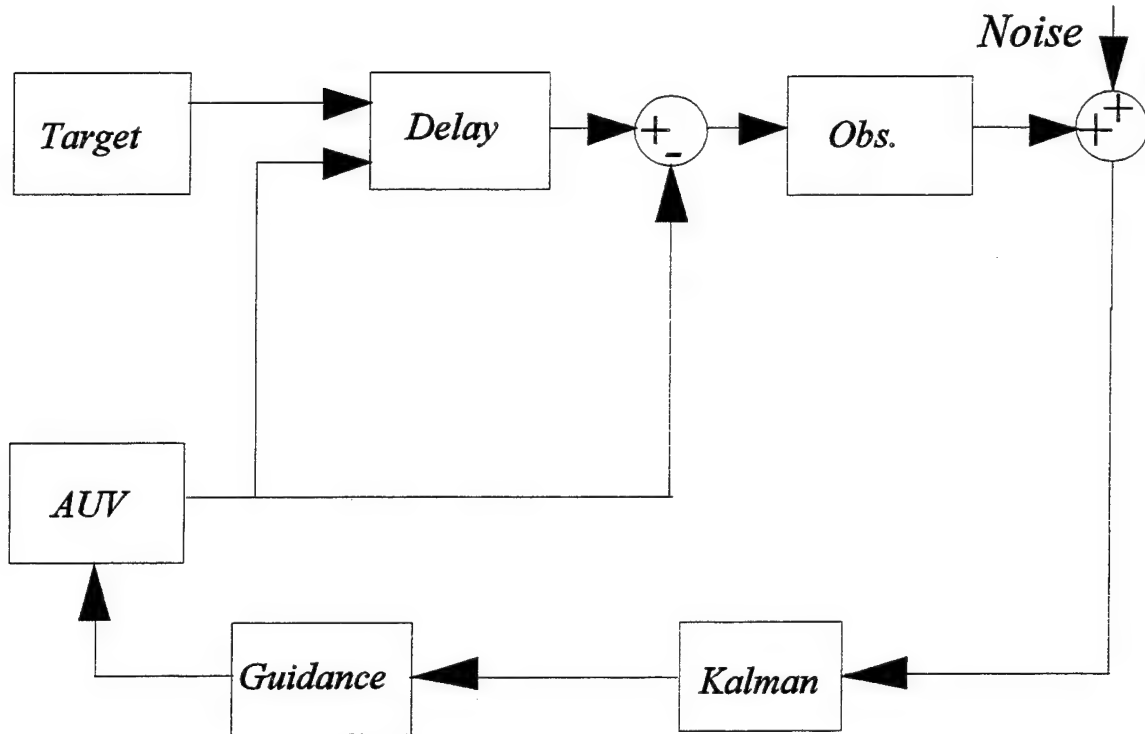 Noise
Target
Delay
+
-
Obs.
+
+
AUV
Guidance
Kalman